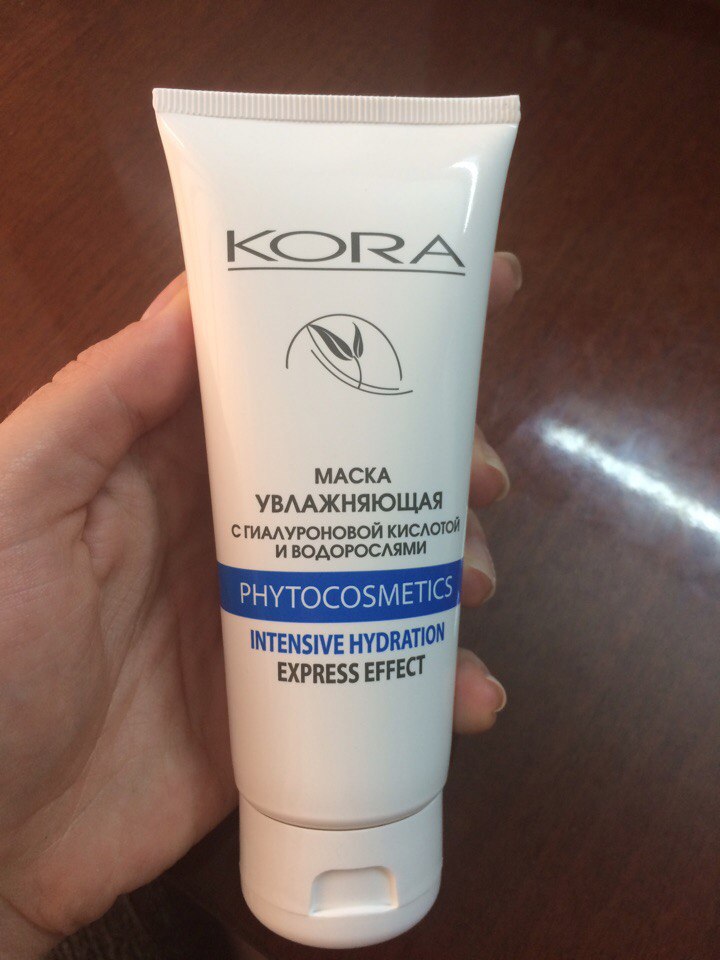 KORA
МАСКА
УВЛАЖНЯЮЩАЯ
С ГИАЛУРОНОВОЙ КИСЛОТОЙ
И ВОДОРОСЛЯМИ
PHYTOCOSMETICS
INTENSIVE HYDRATION
EXPRESS EFFECT